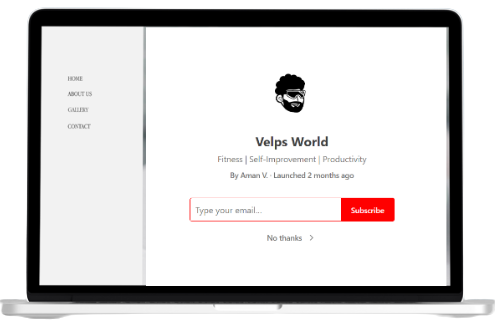 HOME
ABOUT US
GALLERY
CONTACT
Velps World
Fitness | Self-Improvement | Productivity
By Aman V. · Launched 2 months ago
Type your email...
Subscribe
No thanks >